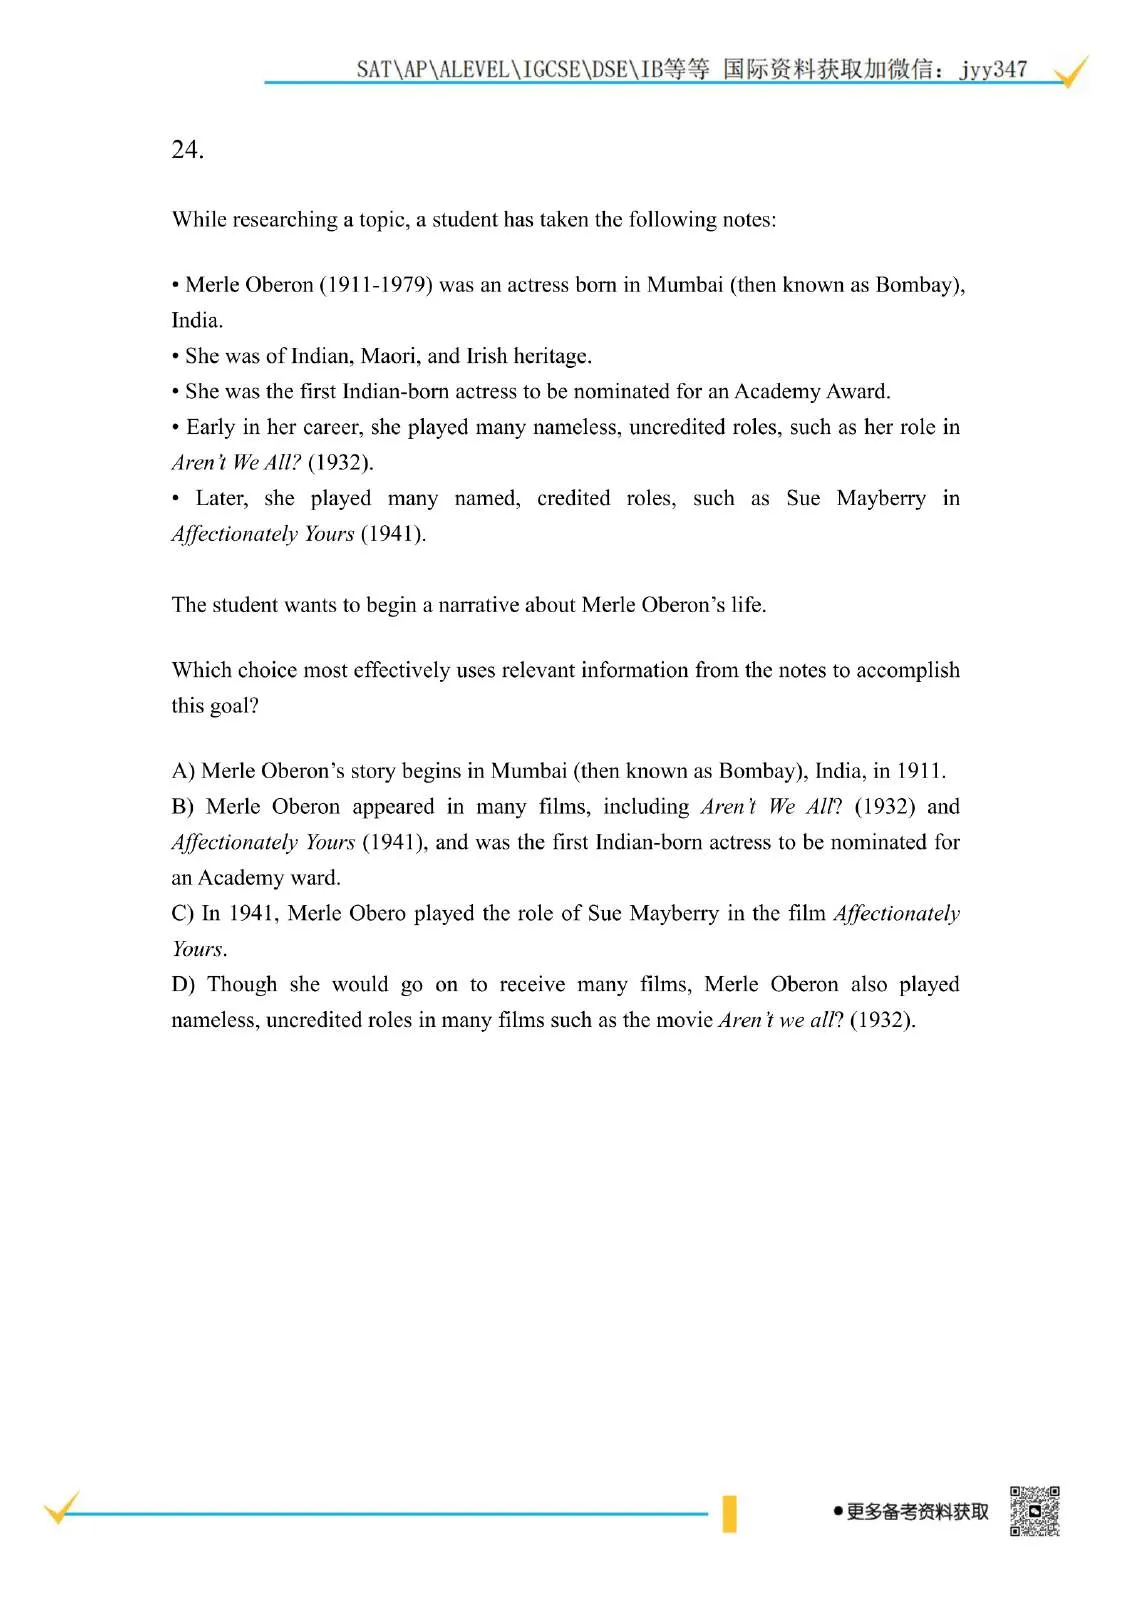 SAT\AP\ALEVEL\IGCSE\DSE\IB等等 国际资料获取加微信：jyy347
24.
While researching a topic, a student has taken the following notes:
• Merle Oberon (1911-1979) was an actress born in Mumbai (then known as Bombay),
India.
• She was of Indian, Maori, and Irish heritage.
• She was the first Indian-born actress to be nominated for an Academy Award.
• Early in her career, she played many nameless, uncredited roles, such as her role in
Aren't We All? (1932).
• Later, she played many named, credited roles, such as Sue Mayberry in
Affectionately Yours (1941).
The student wants to begin a narrative about Merle Oberon's life.
Which choice most effectively uses relevant information from the notes to accomplish
this goal?
A) Merle Oberon's story begins in Mumbai (then known as Bombay), India, in 1911.
B) Merle Oberon appeared in many films, including Aren't We All? (1932) and
Affectionately Yours (1941), and was the first Indian-born actress to be nominated for
an Academy ward.
C) In 1941, Merle Obero played the role of Sue Mayberry in the film Affectionately
Yours.
D) Though she would go on to receive many films, Merle Oberon also played
nameless, uncredited roles in many films such as the movie Aren't we all? (1932).
●更多备考资料获取